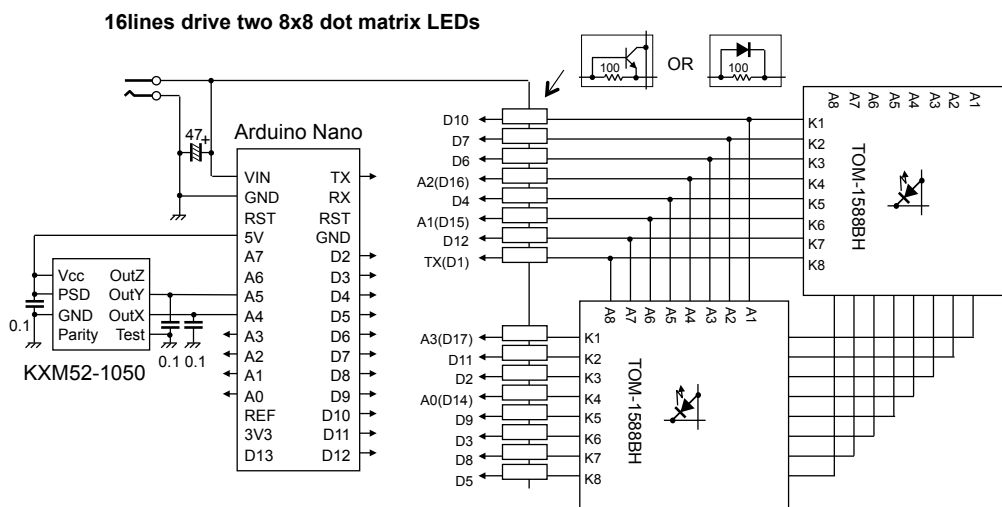 16lines drive two 8x8 dot matrix LEDs
100
OR
100
47
+
Arduino Nano
VIN TX
GND RX
RST RST
5V GND
A7 D2
A6 D3
A5 D4
A4 D5
A3 D6
A2 D7
A1 D8
A0 D9
REF D10
3V3 D11
D13 D12
Vcc OutZ
PSD OutY
GND OutX
Parity Test
0.1
0.1 0.1
KXM52-1050
D10
D7
D6
A2(D16)
D4
A1(D15)
D12
TX(D1)
A8 A7 A6 A5 A4 A3 A2 A1
K1
K2
K3
K4
K5
K6
K7
K8
TOM-1588BH
A8 A7 A6 A5 A4 A3 A2 A1
A3(D17)
D11
D2
A0(D14)
D9
D3
D8
D5
K1
K2
K3
K4
K5
K6
K7
K8
TOM-1588BH